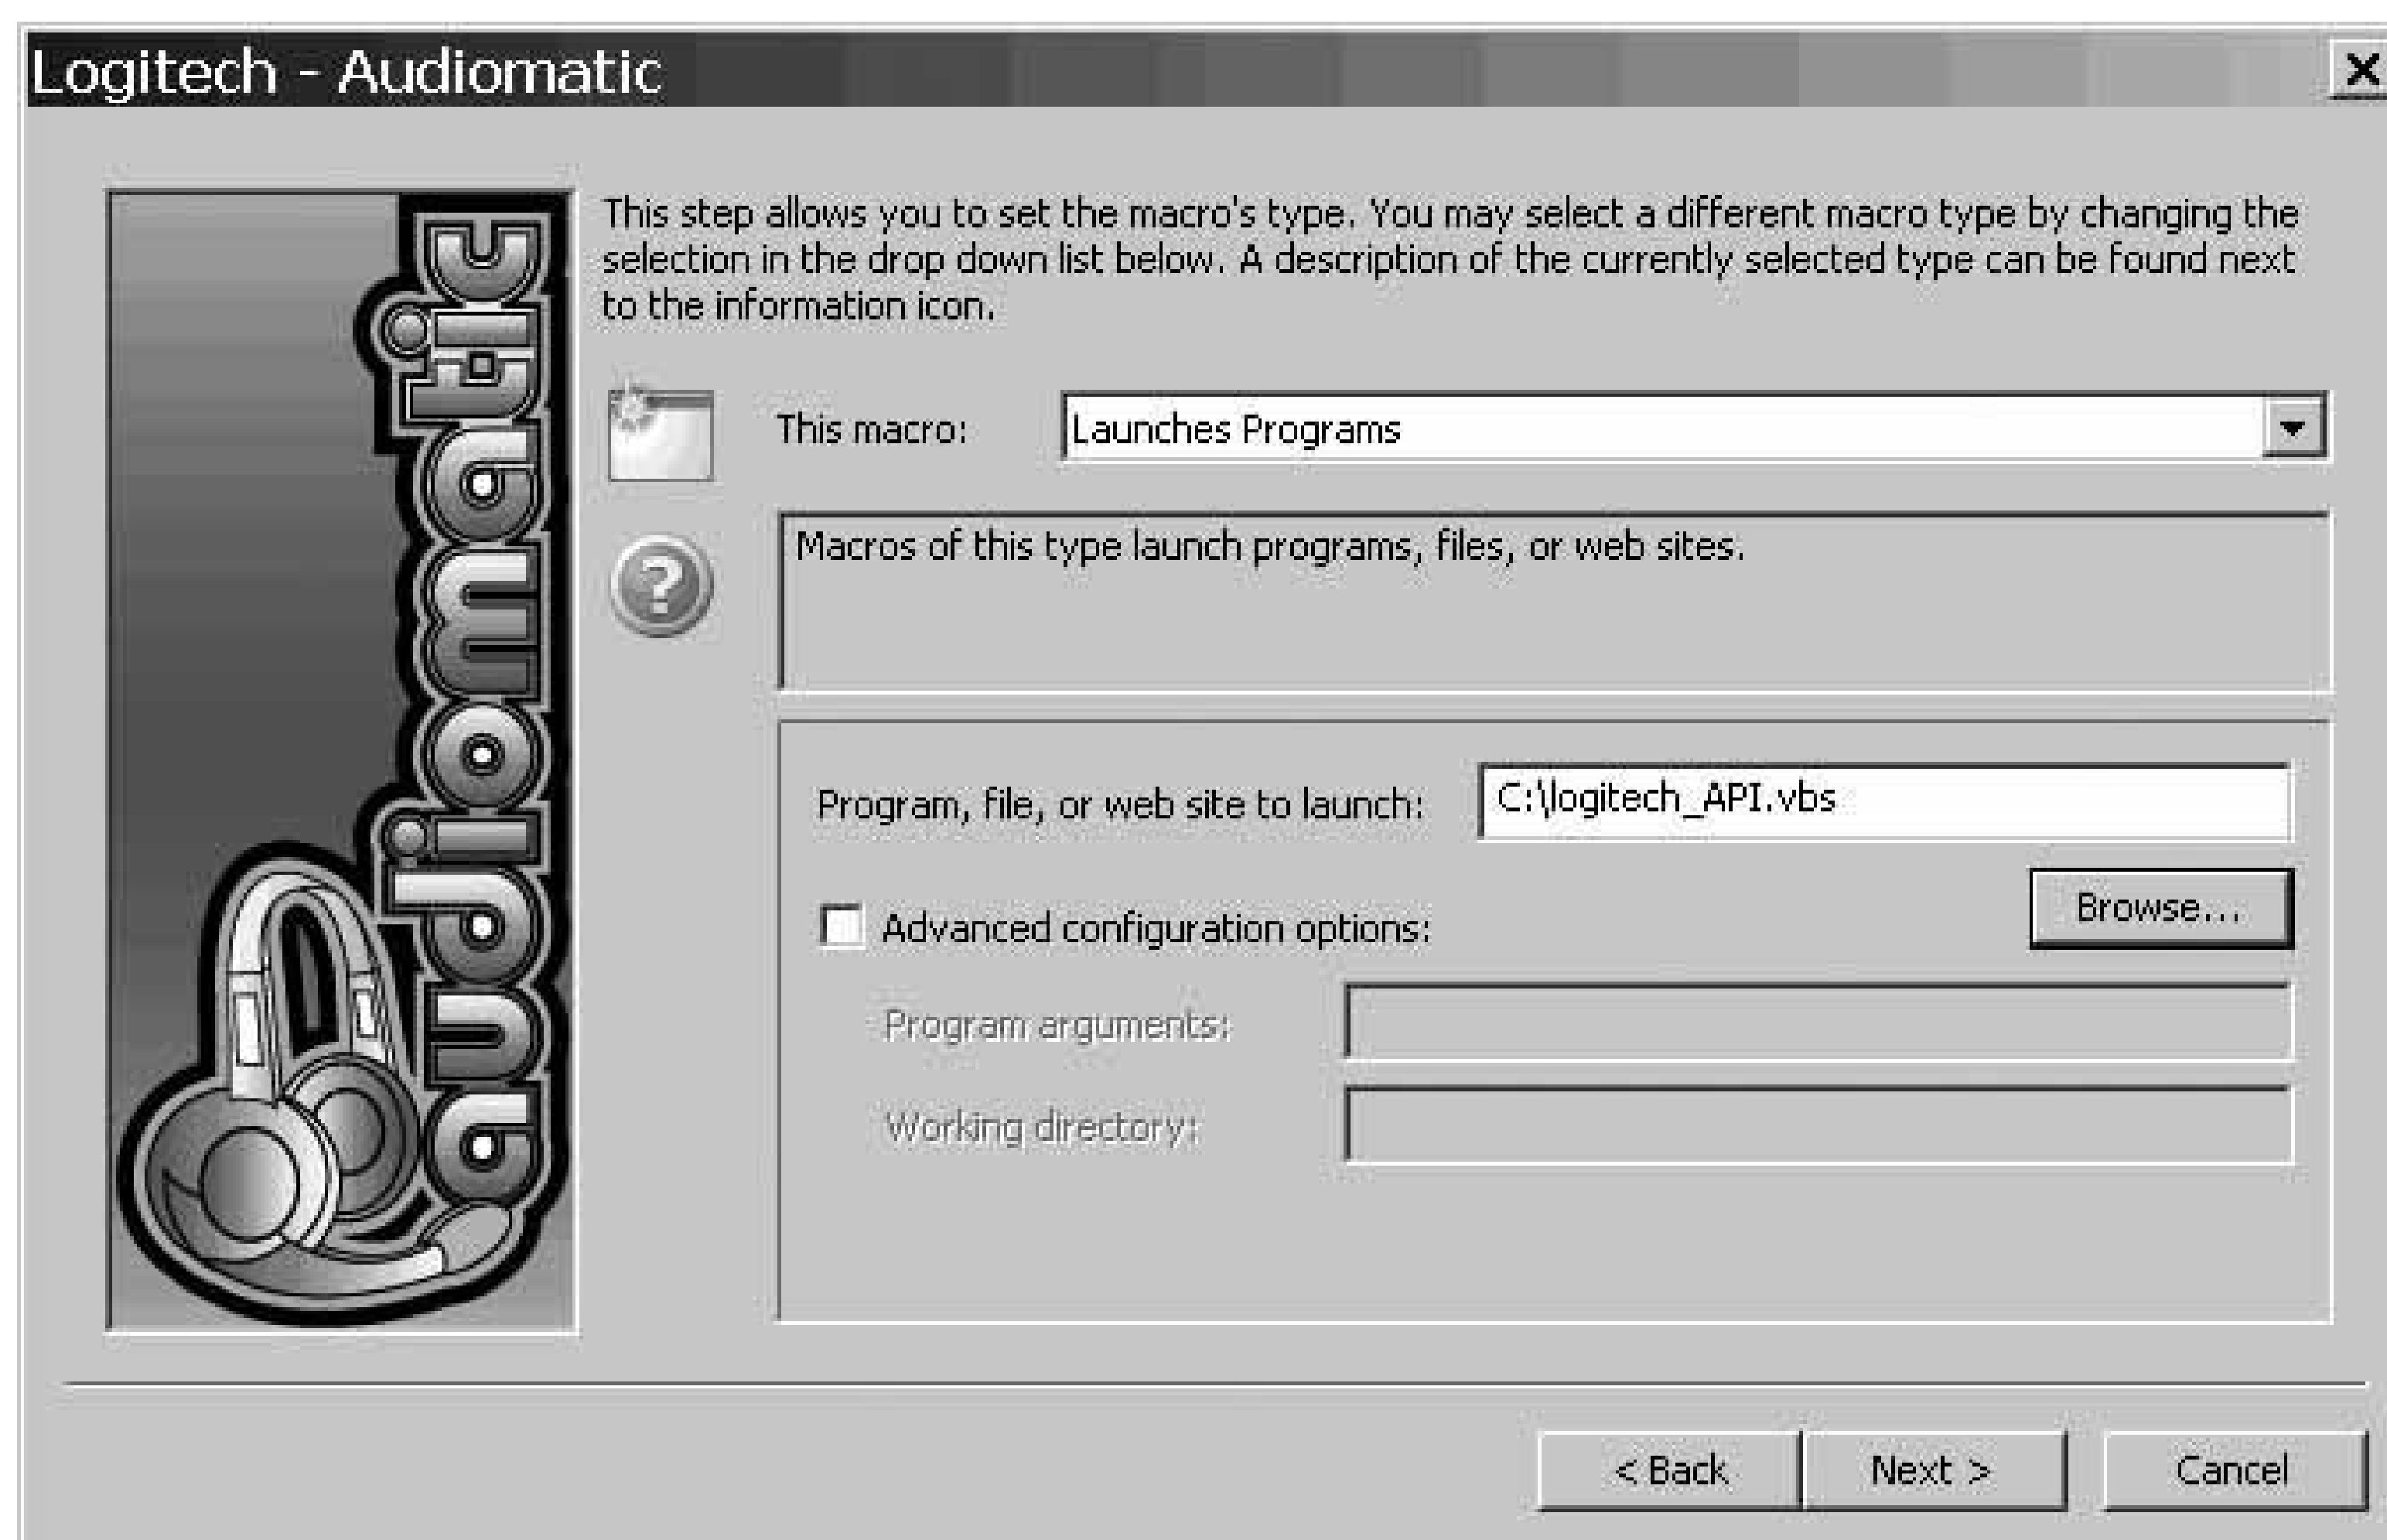 Logitech - Audiomatic
audiomatic
This step allows you to set the macro's type. You may select a different macro type by changing the
selection in the drop down list below. A description of the currently selected type can be found next
to the information icon.
This macro:
Launches Programs
Macros of this type launch programs, files, or web sites.
Program, file, or web site to launch:
C:\logitech_API.vbs
Browse...
Advanced configuration options:
Program arguments:
Working directory:
< Back
Next >
Cancel